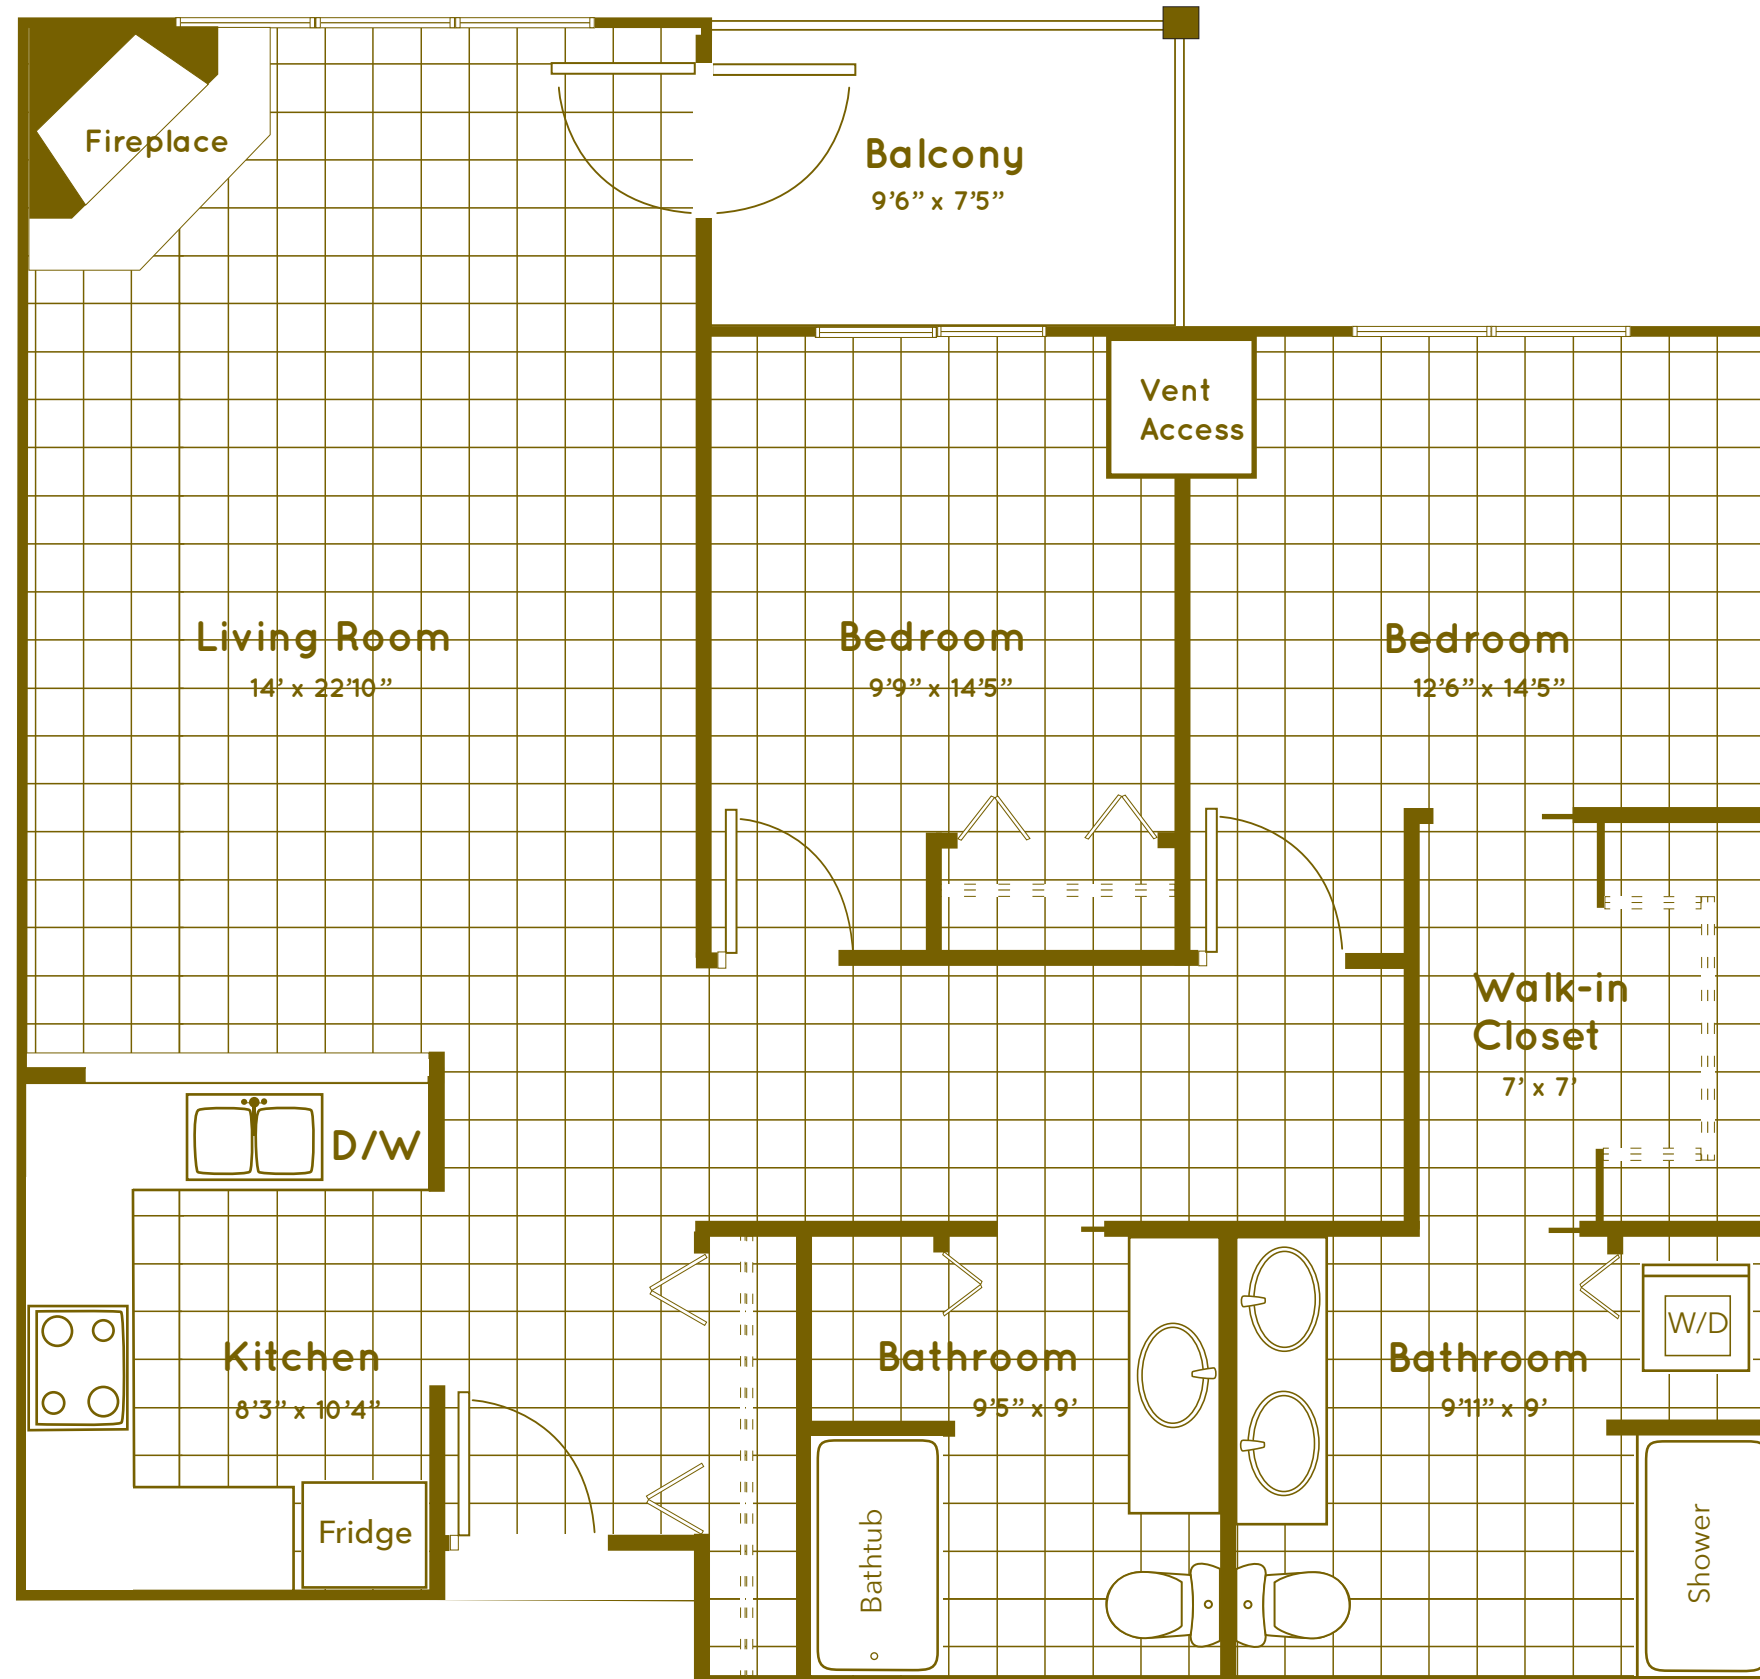 Fireplace
Balcony
9’6” x 7’5”
Vent
Access
Living Room
14’ x 22’10”
Bedroom
9’9” x 14’5”
Bedroom
12’6” x 14’5”
Walk-in
Closet
7’ x 7’
D/W
Kitchen
8’3” x 10’4”
Fridge
Bathroom
9’5” x 9’
Bathtub
Bathroom
9’11” x 9’
W/D
Shower